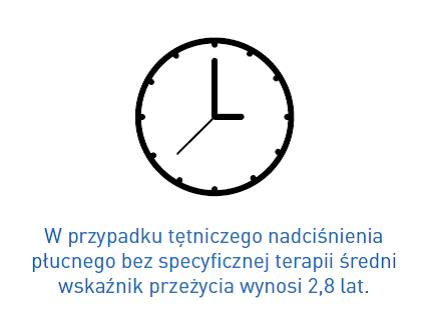 W przypadku tętniczego nadciśnienia
płucnego bez specyficznej terapii średni
wskaźnik przeżycia wynosi 2,8 lat.